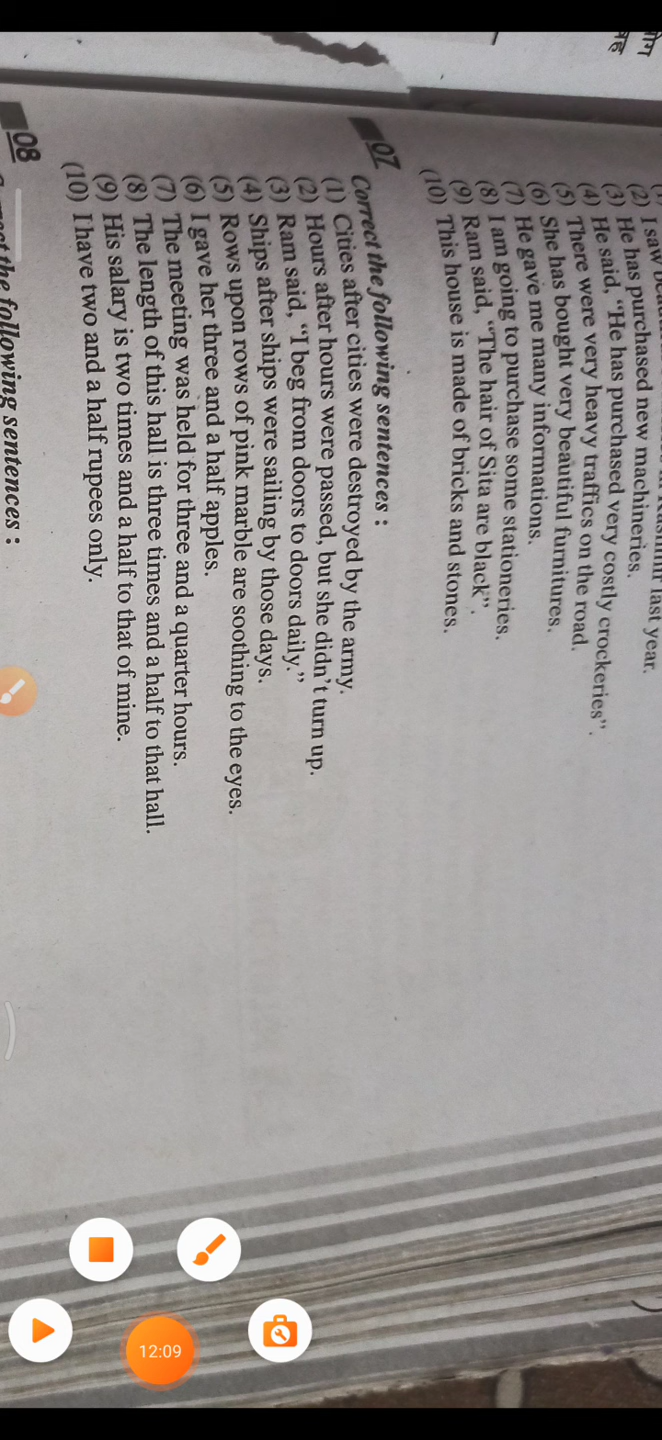 (2) I saw
last year.
(3) He has purchased new machineries.
(4) He said, “He has purchased very costly crockeries”.
(5) There were very heavy traffics on the road.
(6) She has bought very beautiful furnitures.
(7) He gave me many informations.
(8) I am going to purchase some stationeries.
(9) Ram said, “The hair of Sita are black”.
(10) This house is made of bricks and stones.
07
Correct the following sentences :
(1) Cities after cities were destroyed by the army.
(2) Hours after hours were passed, but she didn't turn up.
(3) Ram said, “I beg from doors to doors daily.”
(4) Ships after ships were sailing by those days.
(5) Rows upon rows of pink marble are soothing to the eyes.
(6) I gave her three and a half apples.
(7) The meeting was held for three and a quarter hours.
(8) The length of this hall is three times and a half to that hall.
(9) His salary is two times and a half to that of mine.
(10) I have two and a half rupees only.
08
the following sentences :
12:09